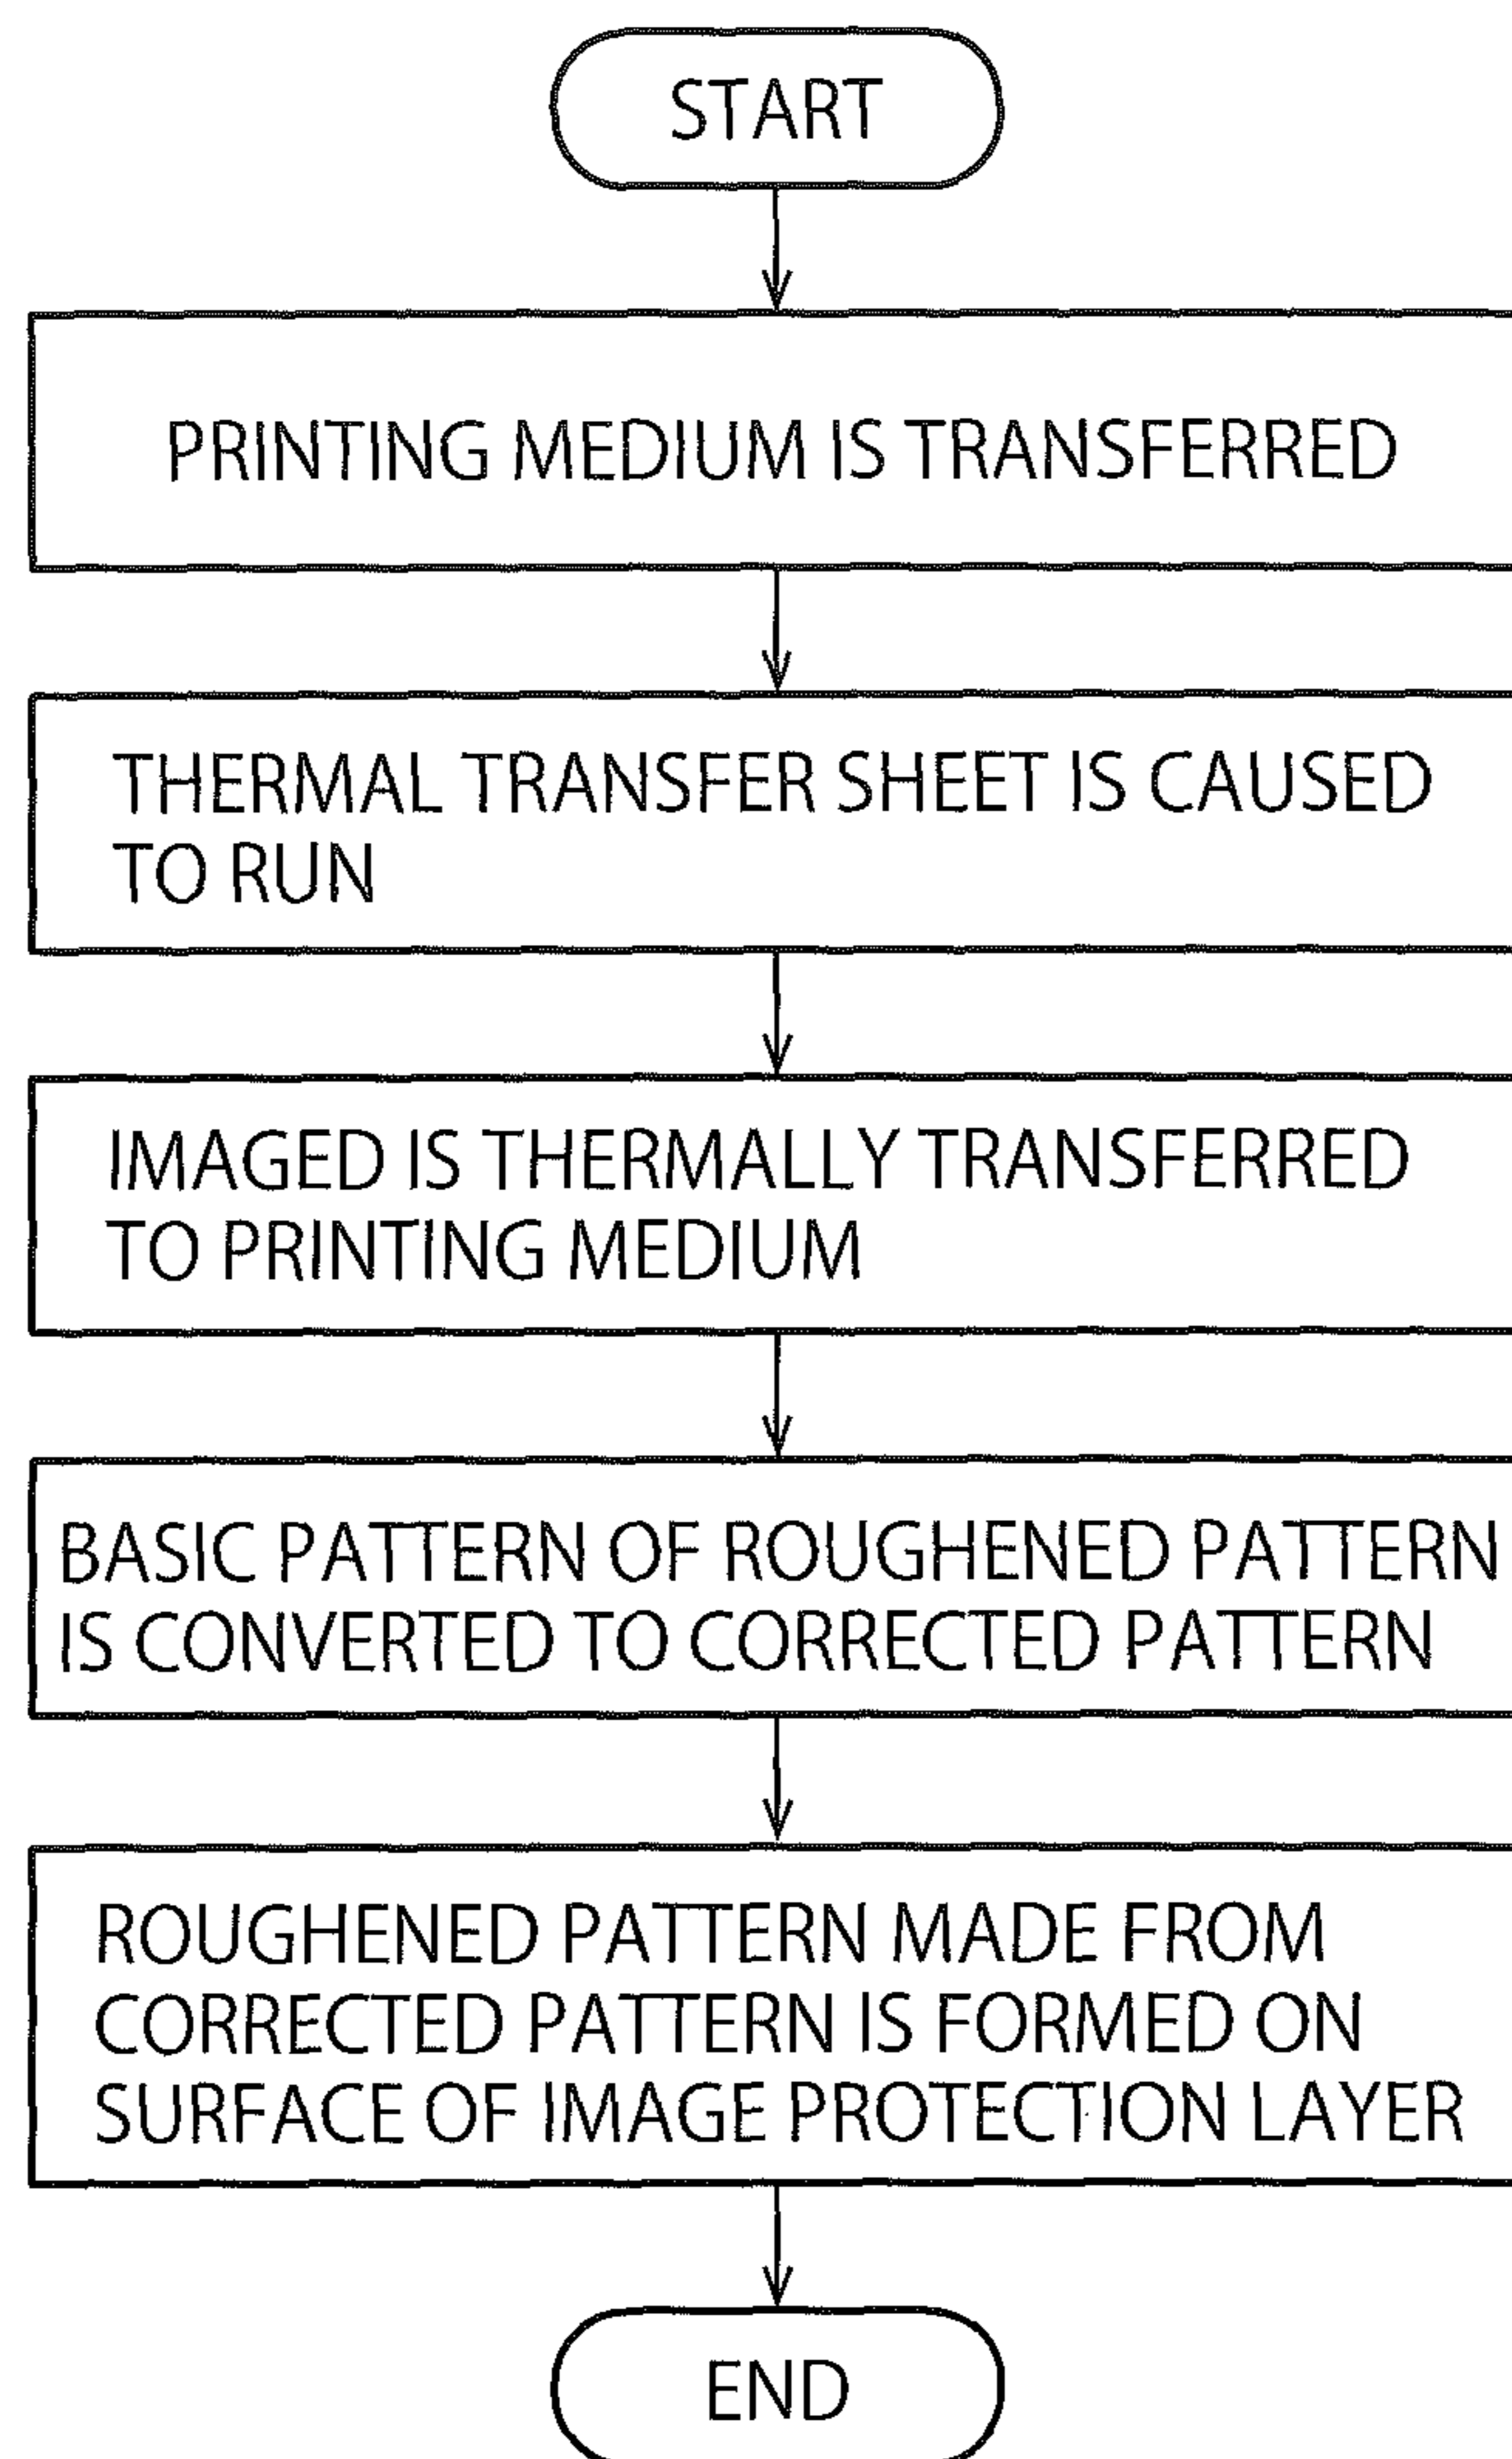 START
PRINTING MEDIUM IS TRANSFERRED
THERMAL TRANSFER SHEET IS CAUSED
TO RUN
IMAGED IS THERMALLY TRANSFERRED
TO PRINTING MEDIUM
BASIC PATTERN OF ROUGHENED PATTERN
IS CONVERTED TO CORRECTED PATTERN
ROUGHENED PATTERN MADE FROM
CORRECTED PATTERN IS FORMED ON
SURFACE OF IMAGE PROTECTION LAYER
END